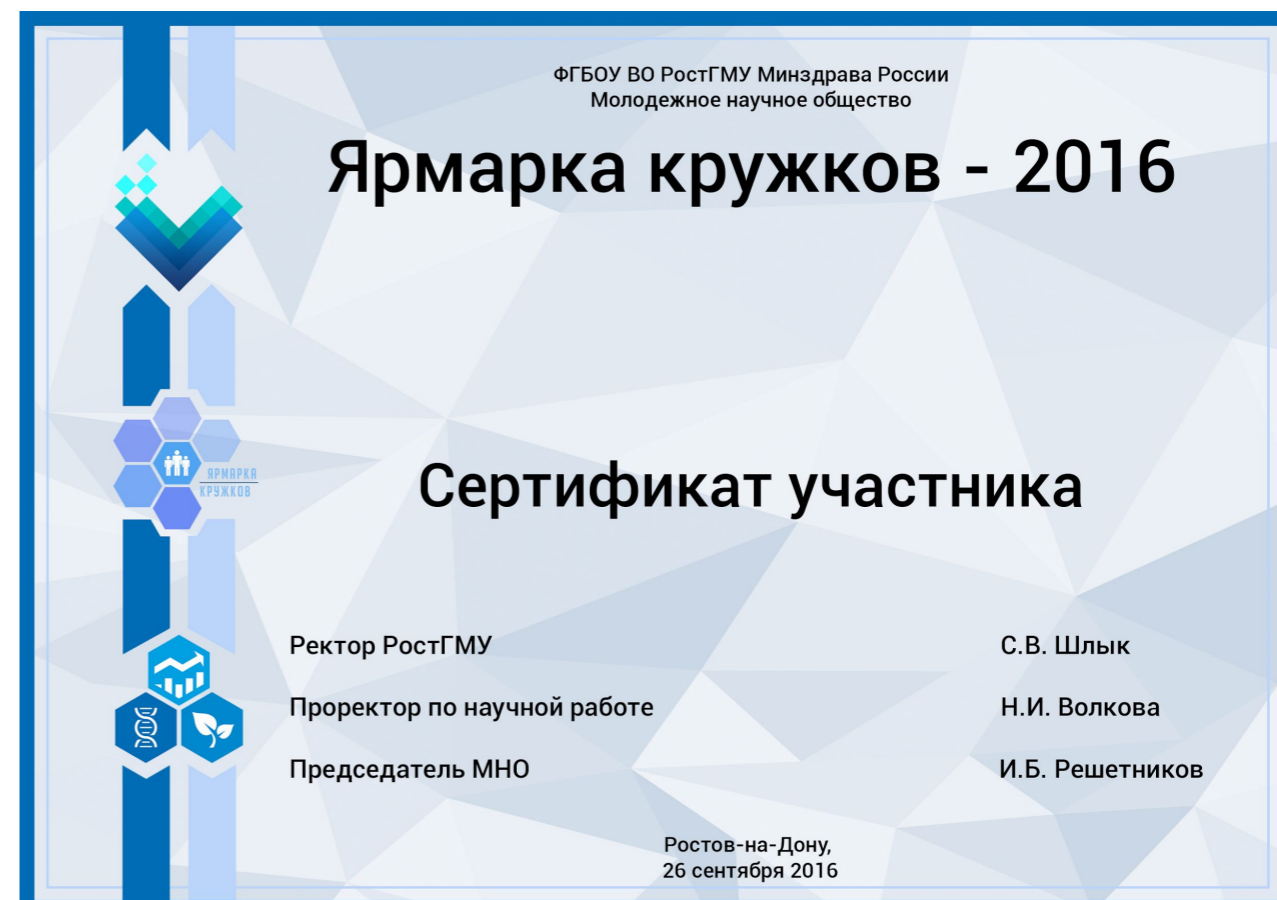 ФГБОУ ВО РостГМУ Минздрава России
Молодежное научное общество
Ярмарка кружков - 2016
ЯРМАРКА
КРУЖКОВ
Сертификат участника
Ректор РостГМУ С.В. Шлык
Проректор по научной работе Н.И. Волкова
Председатель МНО И.Б. Решетников
Ростов-на-Дону,
26 сентября 2016